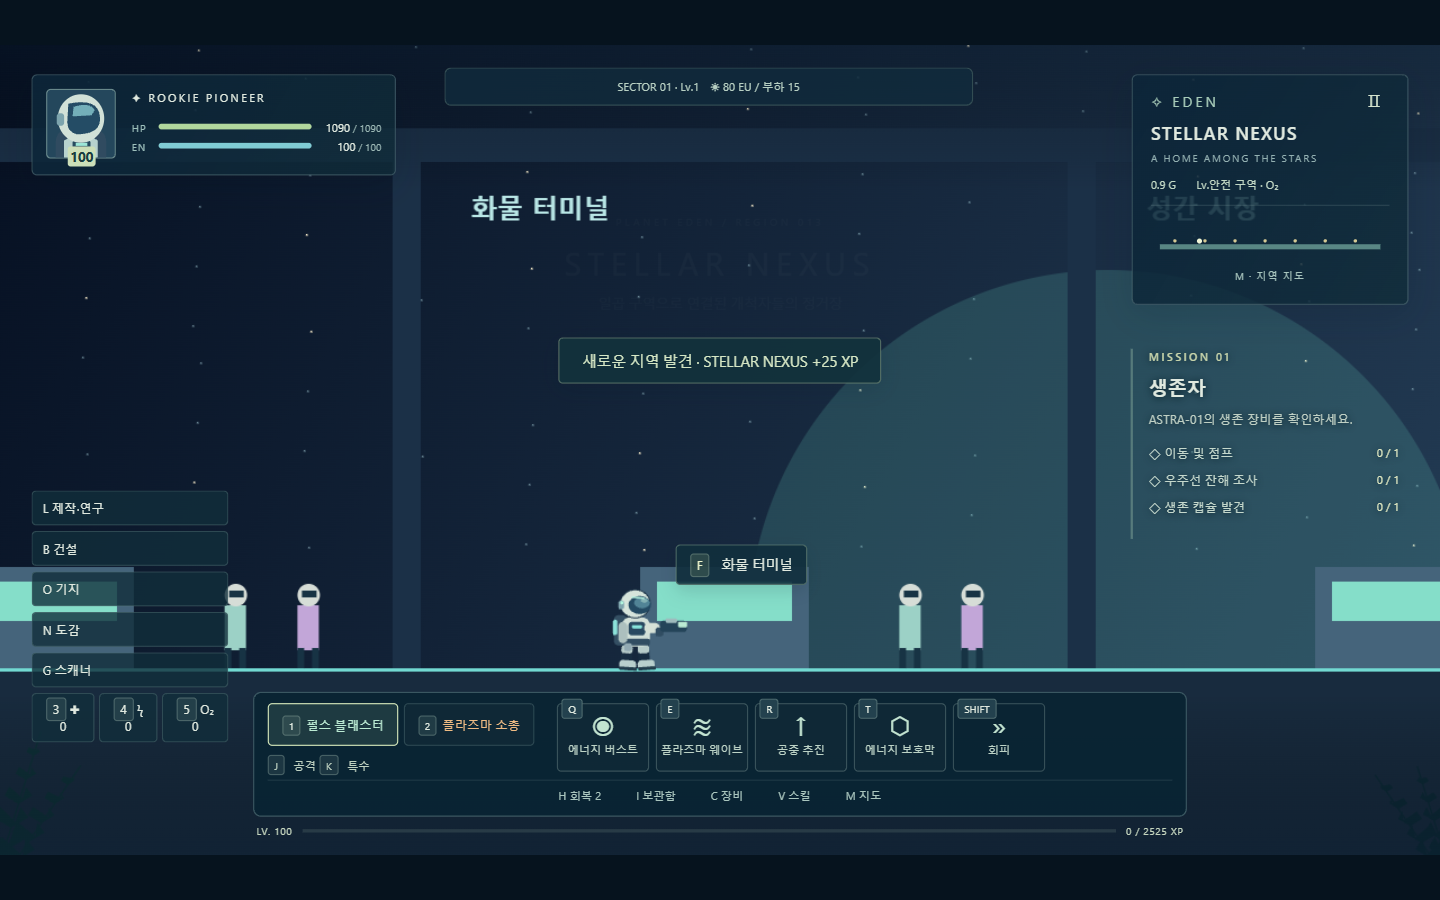 ✦ ROOKIE PIONEER
HP 1090 / 1090
EN 100 / 100
100
SECTOR 01 · Lv.1 ☀ 80 EU / 부하 15
✧ EDEN II
STELLAR NEXUS
A HOME AMONG THE STARS
0.9 G Lv.안전 구역 · O₂
성간 시장
M · 지역 지도
화물 터미널
STELLAR NEXUS
새로운 지역 발견 · STELLAR NEXUS +25 XP
MISSION 01
생존자
ASTRA-01의 생존 장비를 확인하세요.
◇ 이동 및 점프 0 / 1
◇ 우주선 잔해 조사 0 / 1
◇ 생존 캡슐 발견 0 / 1
F 화물 터미널
L 제작·연구
B 건설
O 기지
N 도감
G 스캐너
3 ✚ 0
4 0
5 O₂ 0
1 펄스 블래스터
2 플라즈마 소총
J 공격 K 특수
Q 에너지 버스트
E 플라즈마 웨이브
R 공중 추진
T 에너지 보호막
SHIFT 회피
H 회복 2 I 보관함 C 장비 V 스킬 M 지도
LV. 100 0 / 2525 XP